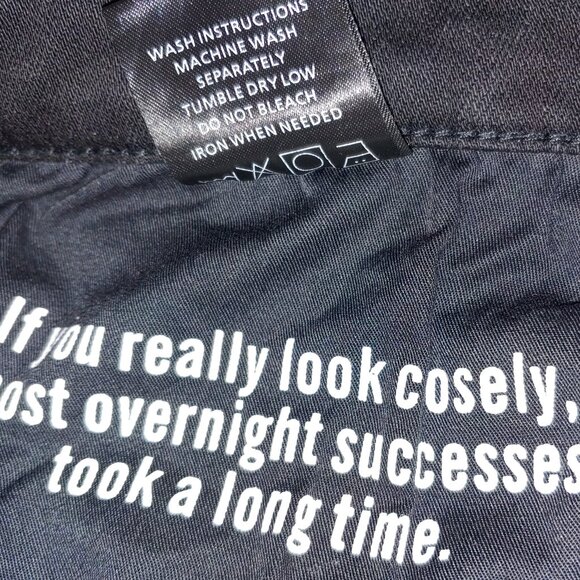 WASH INSTRUCTIONS
MACHINE WASH
SEPARATELY
TUMBLE DRY LOW
DO NOT BLEACH
IRON WHEN NEEDED
If you really look cosely,
ost overnight successes
took a long time.